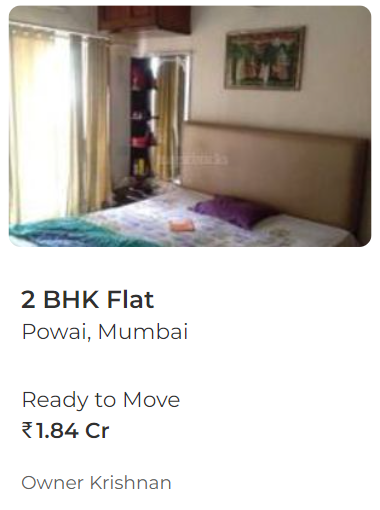 2 BHK Flat
Powai, Mumbai
Ready to Move
₹1.84 Cr
Owner Krishnan